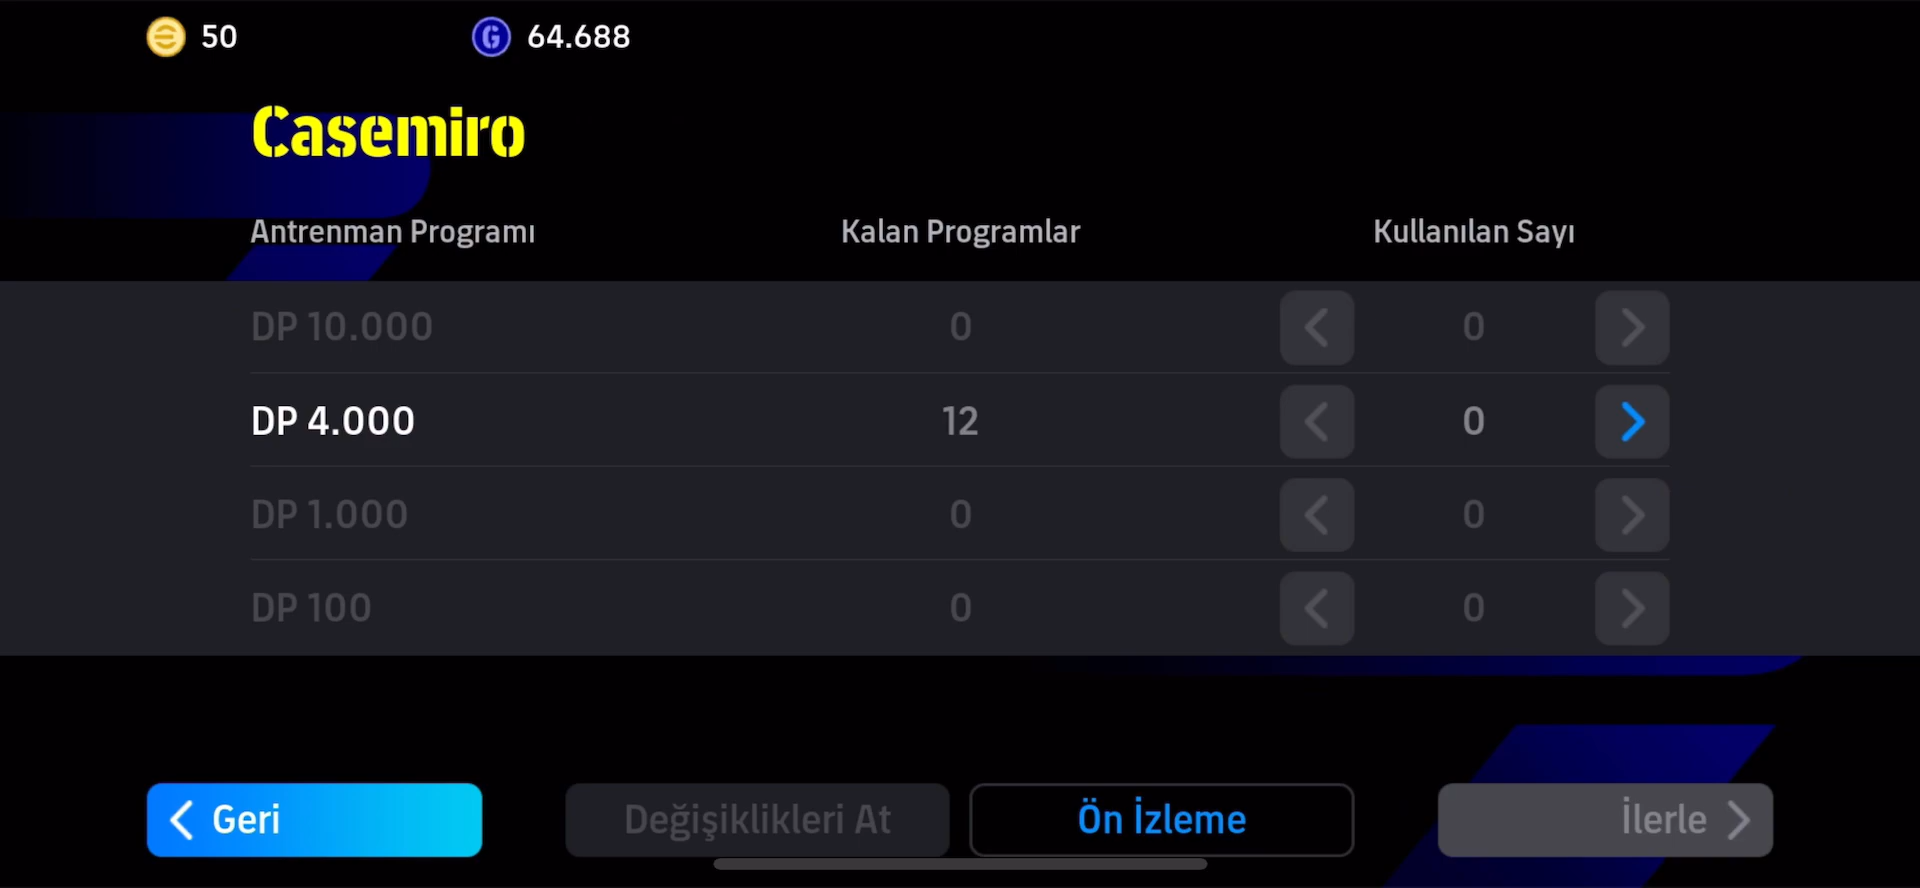 50 64.688
Casemiro
Antrenman Programı Kalan Programlar Kullanılan Sayı
DP 10.000 0 0
DP 4.000 12 0
DP 1.000 0 0
DP 100 0 0
Geri Değişiklikleri At Ön İzleme İlerle